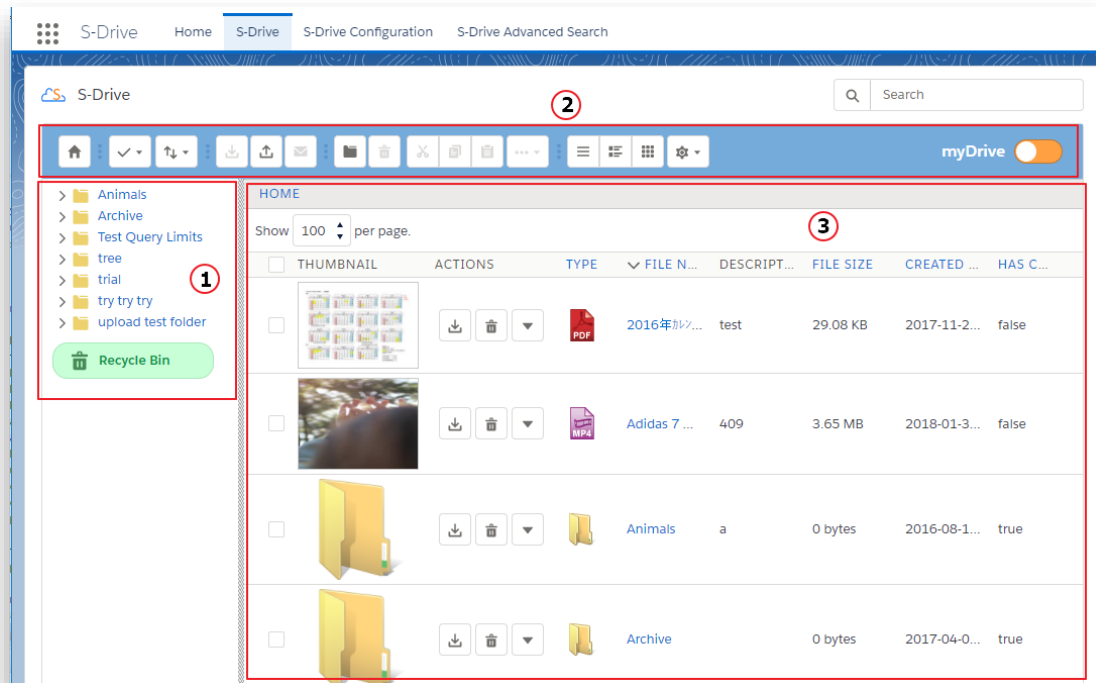 S-Drive Home S-Drive S-Drive Configuration S-Drive Advanced Search
S-Drive
Search
2
myDrive
Animals
Archive
Test Query Limits
tree
trial
try try try
upload test folder
Recycle Bin
1
HOME
Show 100 per page.
3
THUMBNAIL ACTIONS TYPE FILE N... DESCRIPT... FILE SIZE CREATED ... HAS C...
PDF 2016年ｶﾚﾝ... test 29.08 KB 2017-11-2... false
MP4 Adidas 7 ... 409 3.65 MB 2018-01-3... false
Animals a 0 bytes 2016-08-1... true
Archive 0 bytes 2017-04-0... true